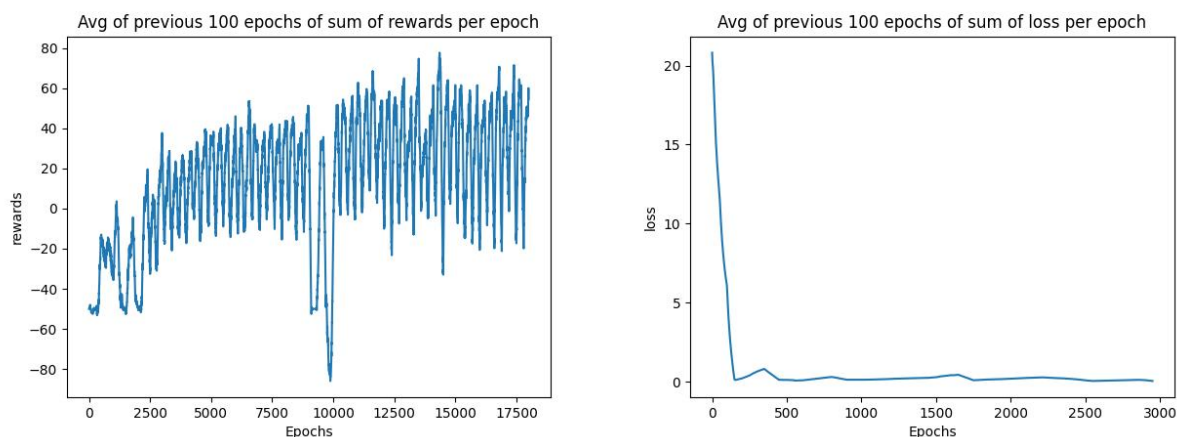 Avg of previous 100 epochs of sum of rewards per epoch
80
60
40
20
0
−20
−40
−60
−80
rewards
0 2500 5000 7500 10000 12500 15000 17500
Epochs
Avg of previous 100 epochs of sum of loss per epoch
20
15
10
5
0
loss
0 500 1000 1500 2000 2500 3000
Epochs